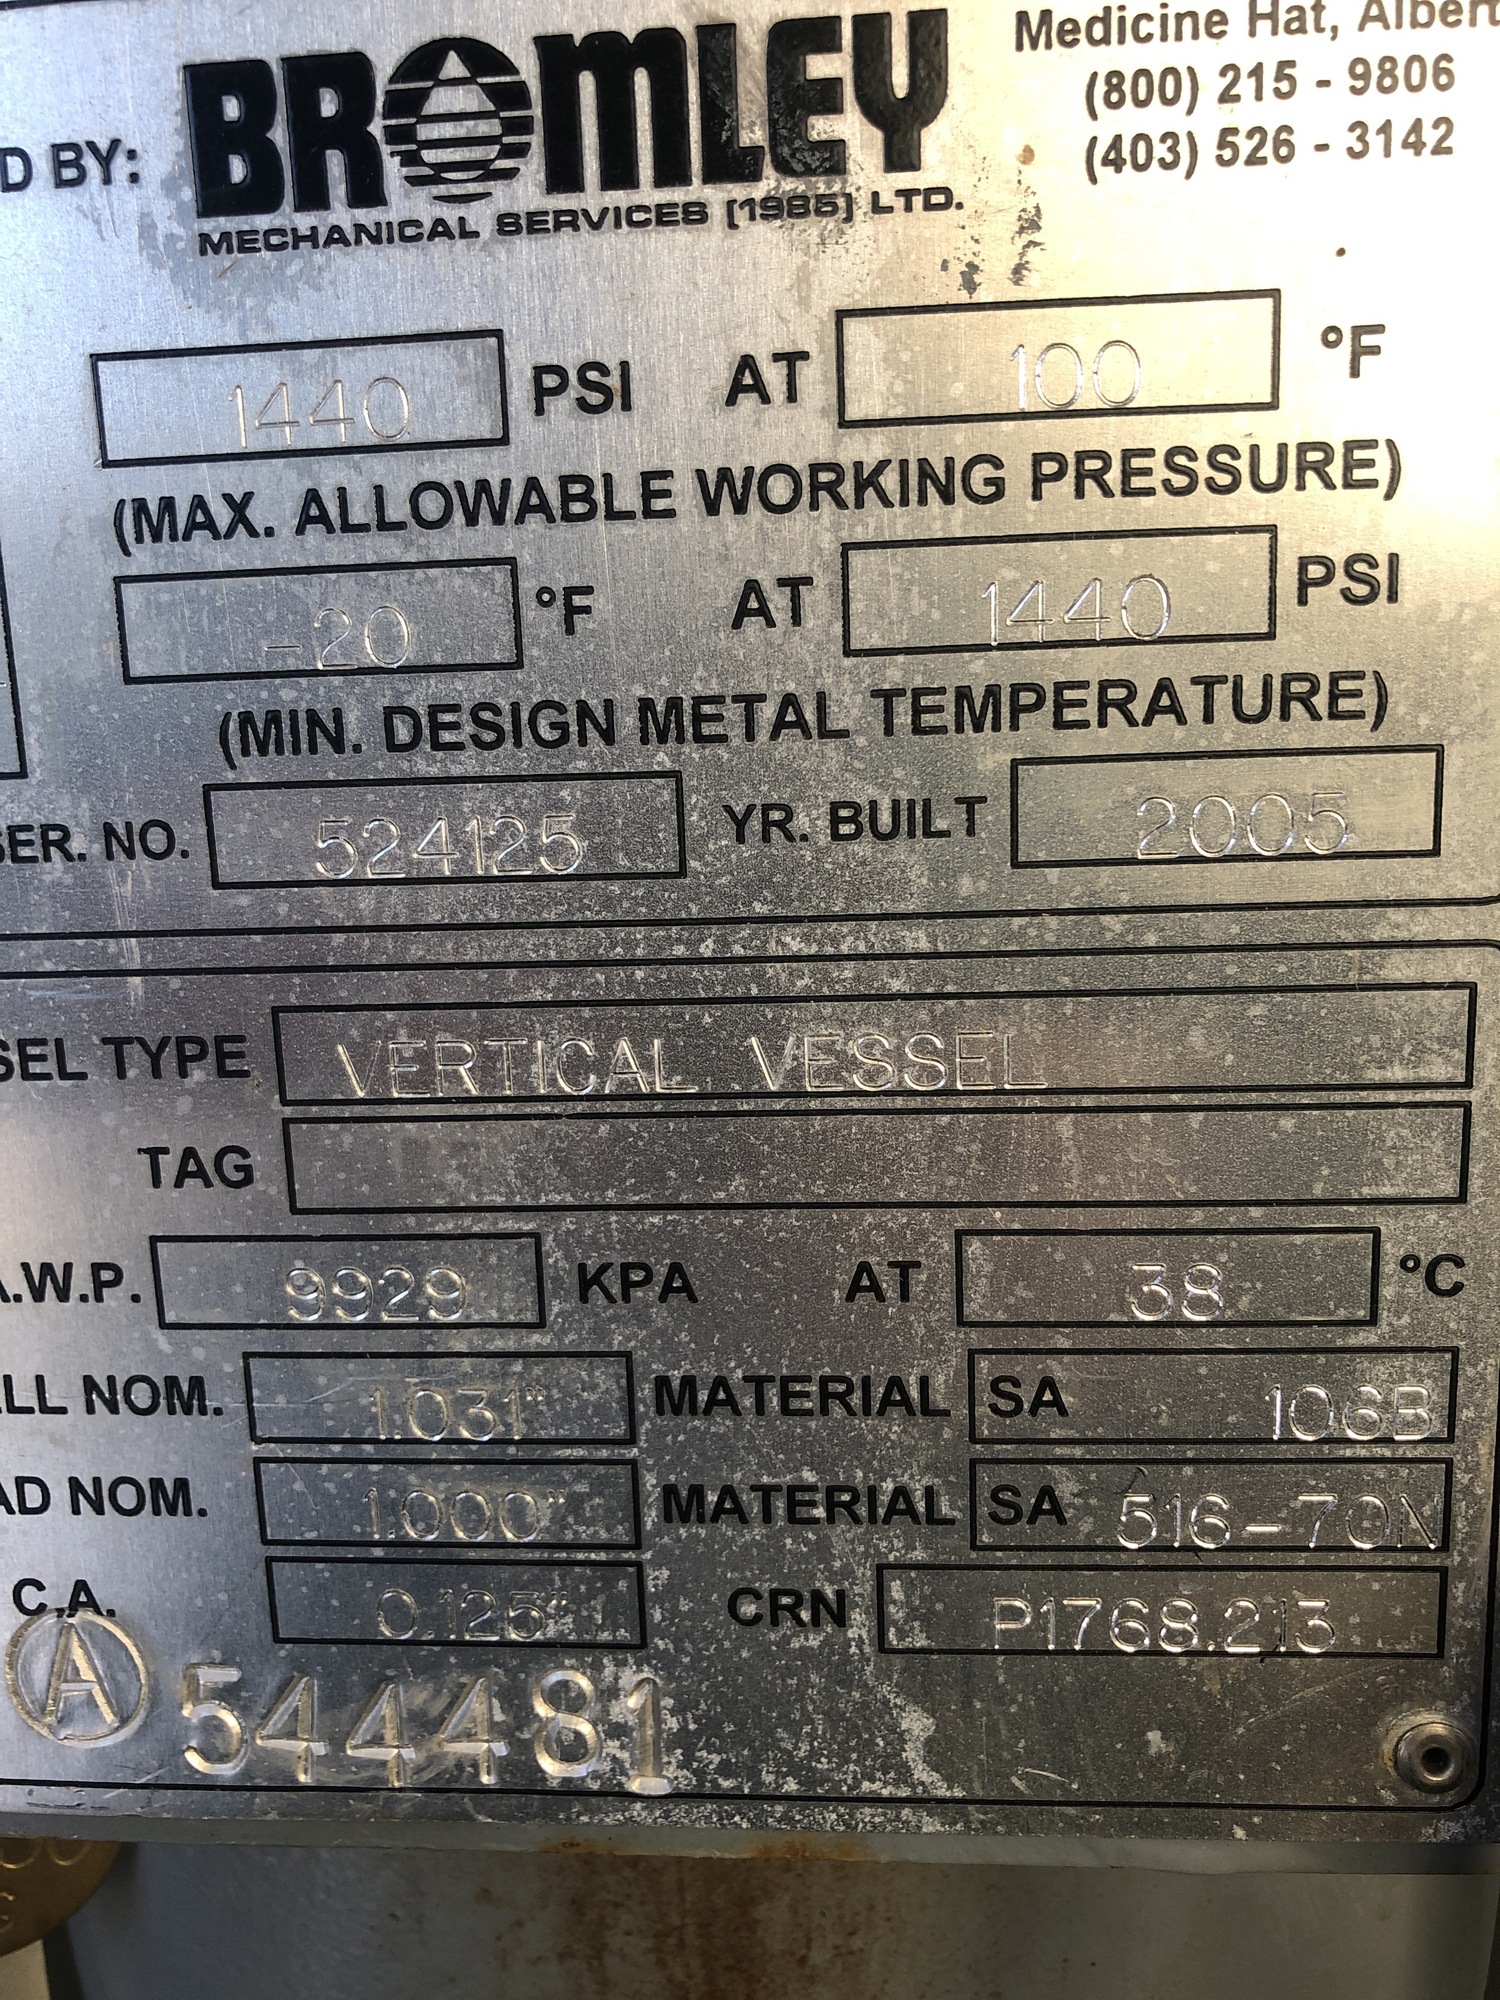 Medicine Hat, Albert
(800) 215 - 9806
(403) 526 - 3142
D BY: BROMLEY
MECHANICAL SERVICES [1985] LTD.
1440 PSI AT 100 °F
(MAX. ALLOWABLE WORKING PRESSURE)
-20 °F AT 1440 PSI
(MIN. DESIGN METAL TEMPERATURE)
SER. NO. 524125 YR. BUILT 2005
SEL TYPE VERTICAL VESSEL
TAG
A.W.P. 9929 KPA AT 38 °C
LL NOM. 1.031" MATERIAL SA 106B
AD NOM. 1.000" MATERIAL SA 516-70N
C.A. 0.125" CRN P1768.213
A 544481